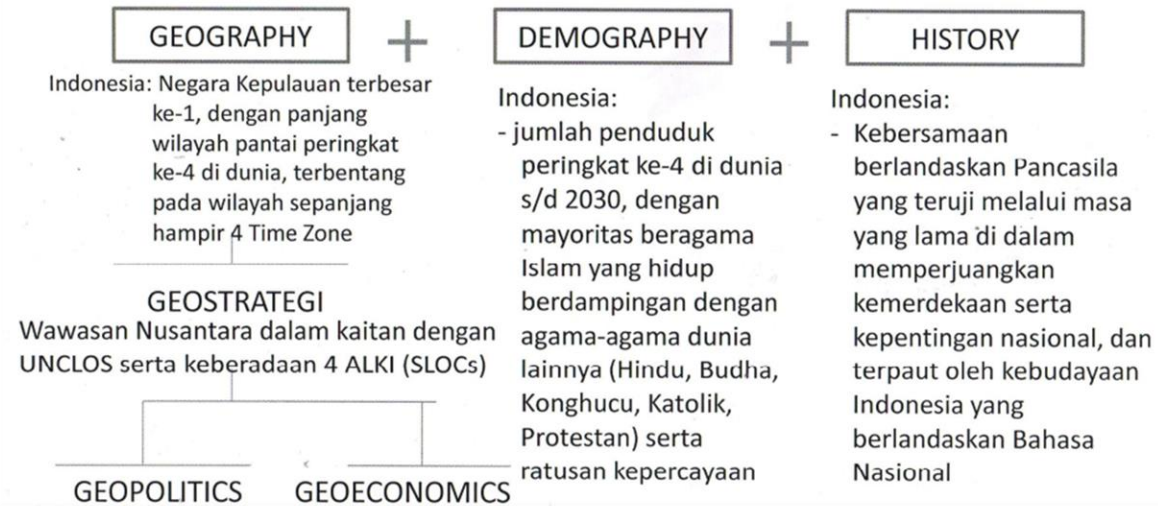 GEOGRAPHY
Indonesia: Negara Kepulauan terbesar
ke-1, dengan panjang
wilayah pantai peringkat
ke-4 di dunia, terbentang
pada wilayah sepanjang
hampir 4 Time Zone
GEOSTRATEGI
Wawasan Nusantara dalam kaitan dengan
UNCLOS serta keberadaan 4 ALKI (SLOCs)
GEOPOLITICS
GEOECONOMICS
+
DEMOGRAPHY
Indonesia:
- jumlah penduduk
peringkat ke-4 di dunia
s/d 2030, dengan
mayoritas beragama
Islam yang hidup
berdampingan dengan
agama-agama dunia
lainnya (Hindu, Budha,
Konghucu, Katolik,
Protestan) serta
ratusan kepercayaan
+
HISTORY
Indonesia:
- Kebersamaan
berlandaskan Pancasila
yang teruji melalui masa
yang lama di dalam
memperjuangkan
kemerdekaan serta
kepentingan nasional, dan
terpaut oleh kebudayaan
Indonesia yang
berlandaskan Bahasa
Nasional